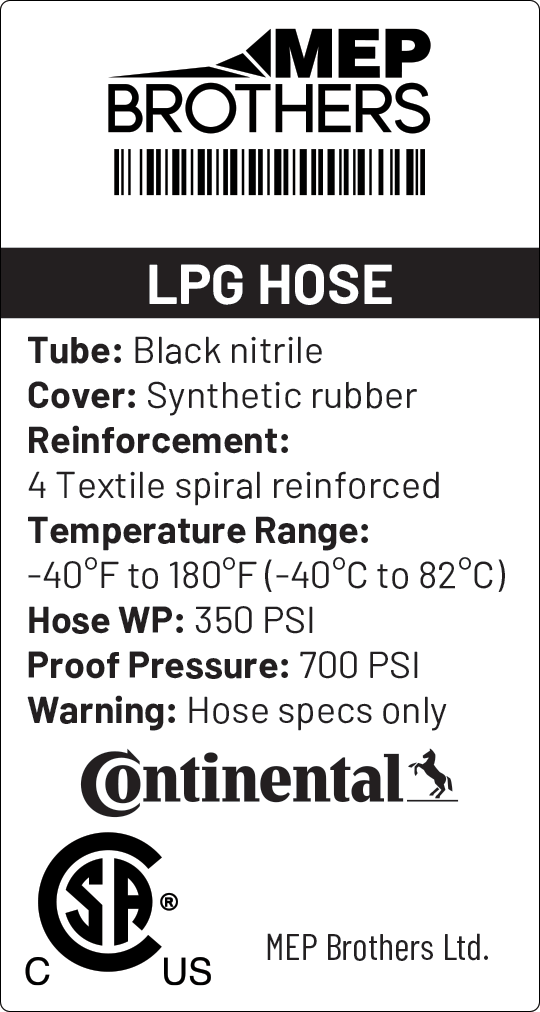 MEP
BROTHERS
LPG HOSE
Tube: Black nitrile
Cover: Synthetic rubber
Reinforcement:
4 Textile spiral reinforced
Temperature Range:
-40°F to 180°F (-40°C to 82°C)
Hose WP: 350 PSI
Proof Pressure: 700 PSI
Warning: Hose specs only
Continental
CSA ®
C US
MEP Brothers Ltd.